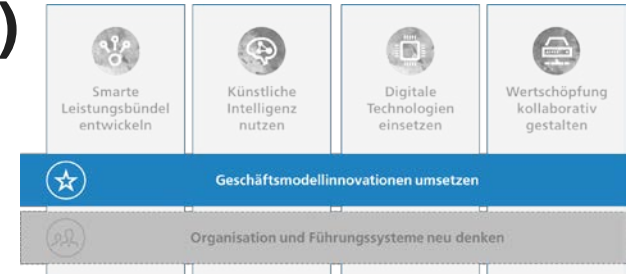 )
Smarte
Leistungsbündel
entwickeln
Künstliche
Intelligenz
nutzen
Digitale
Technologien
einsetzen
Wertschöpfung
kollaborativ
gestalten
Geschäftsmodellinnovationen umsetzen
Organisation und Führungssysteme neu denken